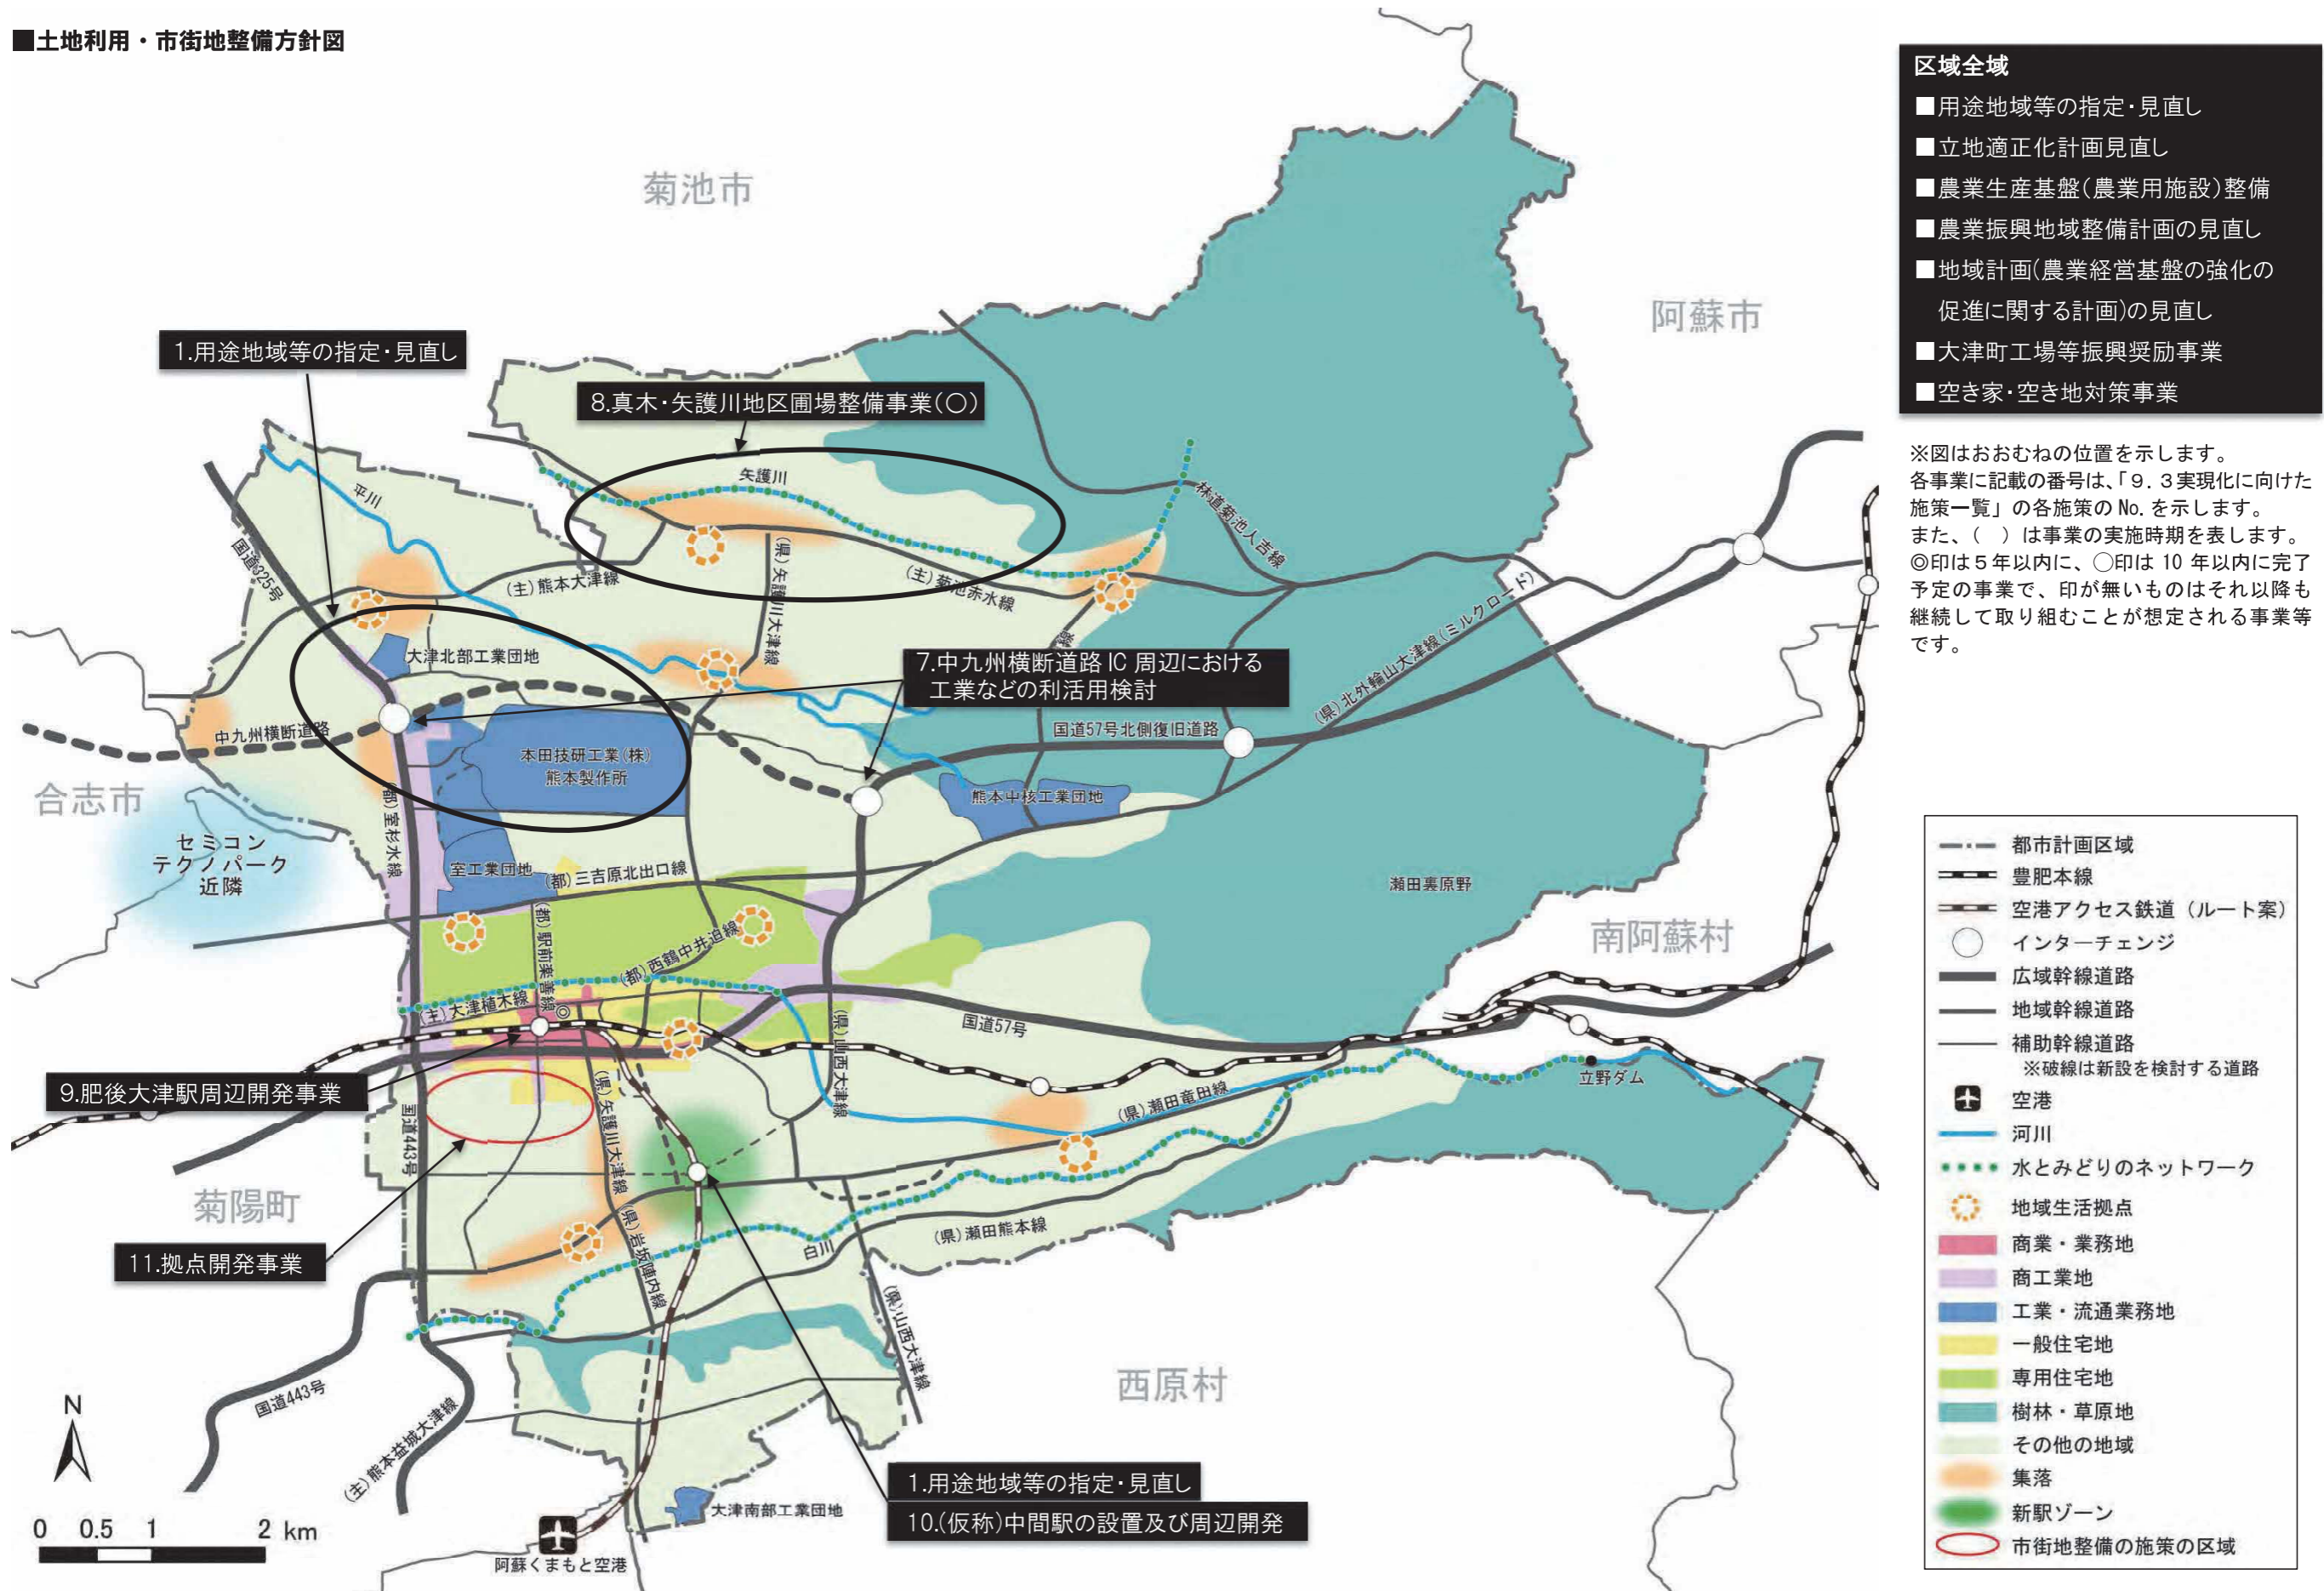 ■土地利用・市街地整備方針図
区域全域
■用途地域等の指定・見直し
■立地適正化計画見直し
■農業生産基盤(農業用施設)整備
■農業振興地域整備計画の見直し
■地域計画(農業経営基盤の強化の
促進に関する計画)の見直し
■大津町工場等振興奨励事業
■空き家・空き地対策事業
※図はおおむねの位置を示します。
各事業に記載の番号は、「９.３実現化に向けた
施策一覧」の各施策の No. を示します。
また、（　）は事業の実施時期を表します。
◎印は５年以内に、○印は 10 年以内に完了
予定の事業で、印が無いものはそれ以降も
継続して取り組むことが想定される事業等
です。
菊池市
阿蘇市
1.用途地域等の指定・見直し
8.真木・矢護川地区圃場整備事業(○)
矢護川
平川
国道325号
(主)熊本大津線
(県)矢護川大津線
(主)菊池赤水線
林道菊池人吉線
大津北部工業団地
7.中九州横断道路 IC 周辺における
工業などの利活用検討
(県)北外輪山大津線(ミルクロード)
中九州横断道路
国道57号北側復旧道路
本田技研工業(株)
熊本製作所
合志市
(都)室杉水線
熊本中核工業団地
セミコン
テクノパーク
近隣
室工業団地
(都)三吉原北出口線
瀬田裏原野
(都)駅前楽善線
◎
(都)西鶴中井迫線
南阿蘇村
(主)大津植木線
国道57号
(県)山西大津線
9.肥後大津駅周辺開発事業
国道443号
(県)矢護川大津線
(県)瀬田竜田線
立野ダム
菊陽町
11.拠点開発事業
(県)岩坂陣内線
白川
(県)瀬田熊本線
(県)山西大津線
国道443号
(主)熊本益城大津線
西原村
1.用途地域等の指定・見直し
10.(仮称)中間駅の設置及び周辺開発
大津南部工業団地
阿蘇くまもと空港
N
0 0.5 1 2 km
都市計画区域
豊肥本線
空港アクセス鉄道（ルート案）
インターチェンジ
広域幹線道路
地域幹線道路
補助幹線道路
※破線は新設を検討する道路
空港
河川
水とみどりのネットワーク
地域生活拠点
商業・業務地
商工業地
工業・流通業務地
一般住宅地
専用住宅地
樹林・草原地
その他の地域
集落
新駅ゾーン
市街地整備の施策の区域